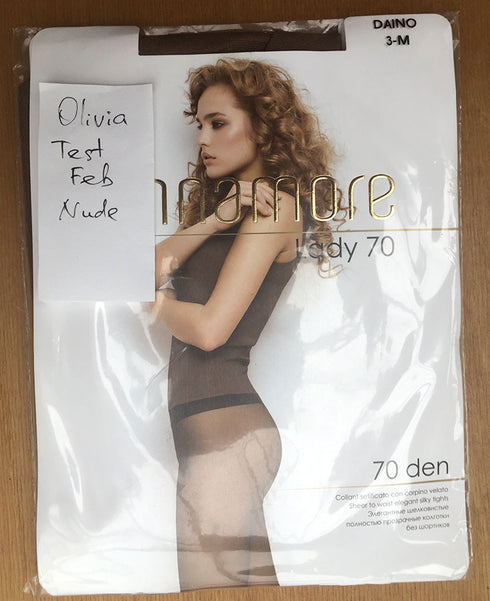 DAINO
3-M
Olivia
Test
Feb
Nude
nnamore
Lady 70
70 den
Collant setificato con corpino velato
Sheer to waist elegant silky tights
Элегантные шелковистые
полностью прозрачные колготки
без шортиков